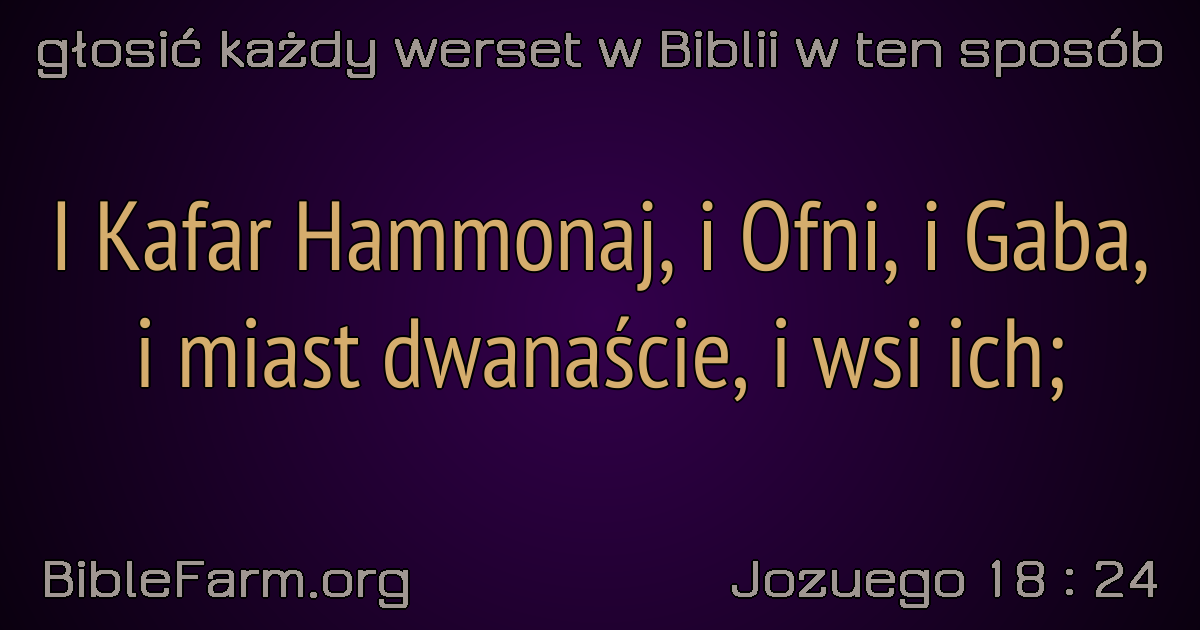 głosić każdy werset w Biblii w ten sposób
I Kafar Hammonaj, i Ofni, i Gaba,
i miast dwanaście, i wsi ich;
BibleFarm.org
Jozuego 18 : 24